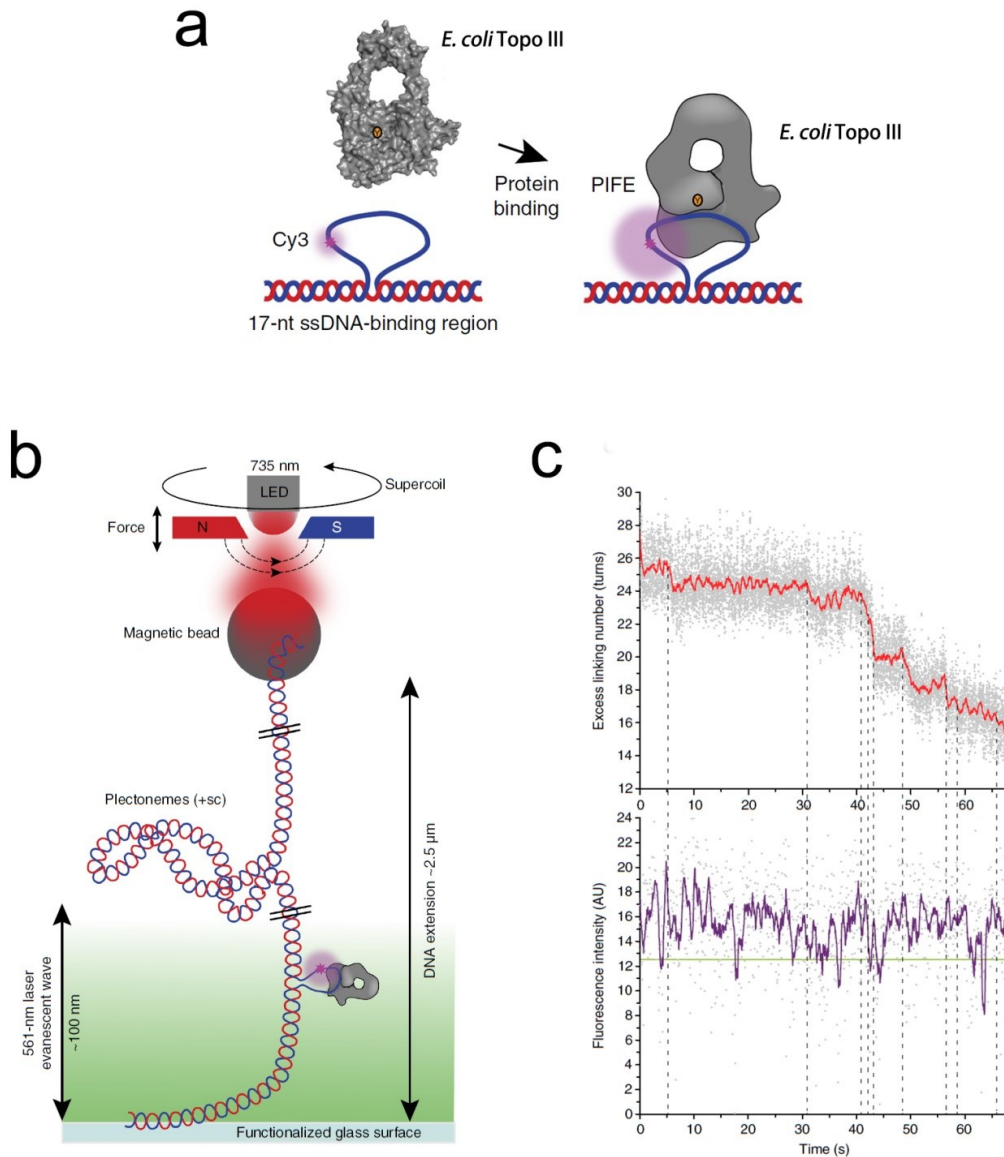 a
E. coli Topo III
E. coli Topo III
Protein
binding
PIFE
Cy3
17-nt ssDNA-binding region
b
735 nm
LED
Supercoil
Force
N
S
Magnetic bead
Plectonemes (+sc)
DNA extension ~2.5 µm
561-nm laser
evanescent wave
~100 nm
Functionalized glass surface
c
Excess linking number (turns)
30
28
26
24
22
20
18
16
14
12
0 10 20 30 40 50 60
Fluorescence intensity (AU)
24
22
20
18
16
14
12
10
8
6
4
2
0
0 10 20 30 40 50 60
Time (s)